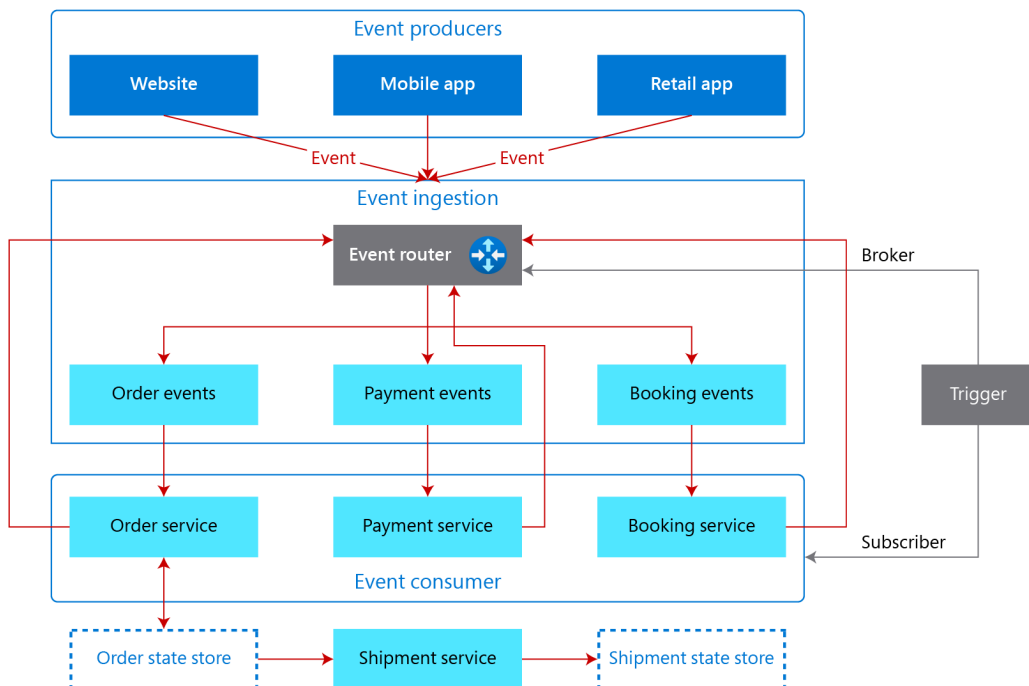 Event producers
Website
Mobile app
Retail app
Event
Event
Event ingestion
Event router
Broker
Order events
Payment events
Booking events
Trigger
Order service
Payment service
Booking service
Subscriber
Event consumer
Order state store
Shipment service
Shipment state store